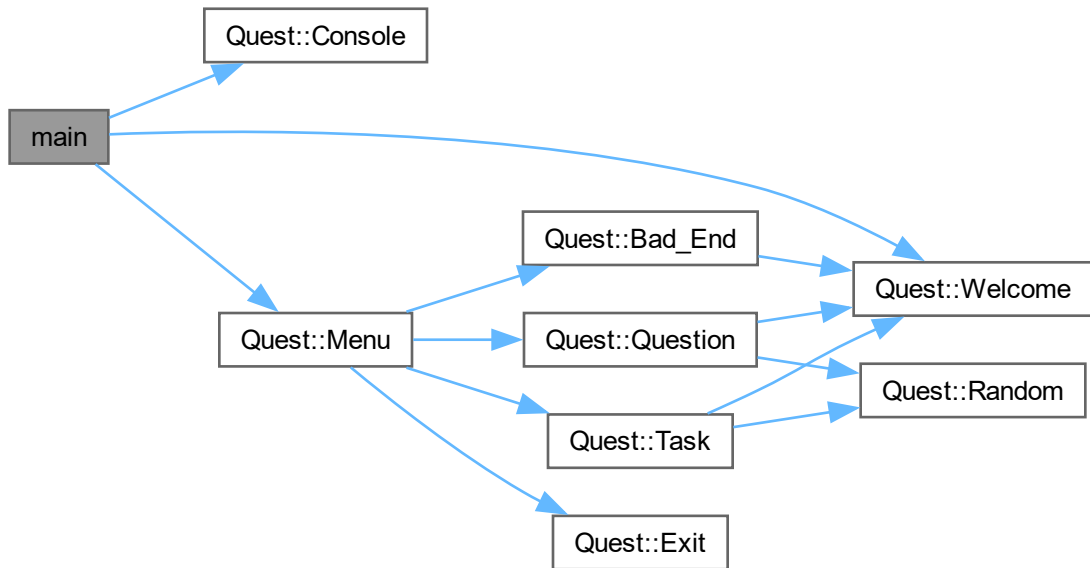 Quest::Console
main
Quest::Bad_End
Quest::Welcome
Quest::Menu
Quest::Question
Quest::Random
Quest::Task
Quest::Exit